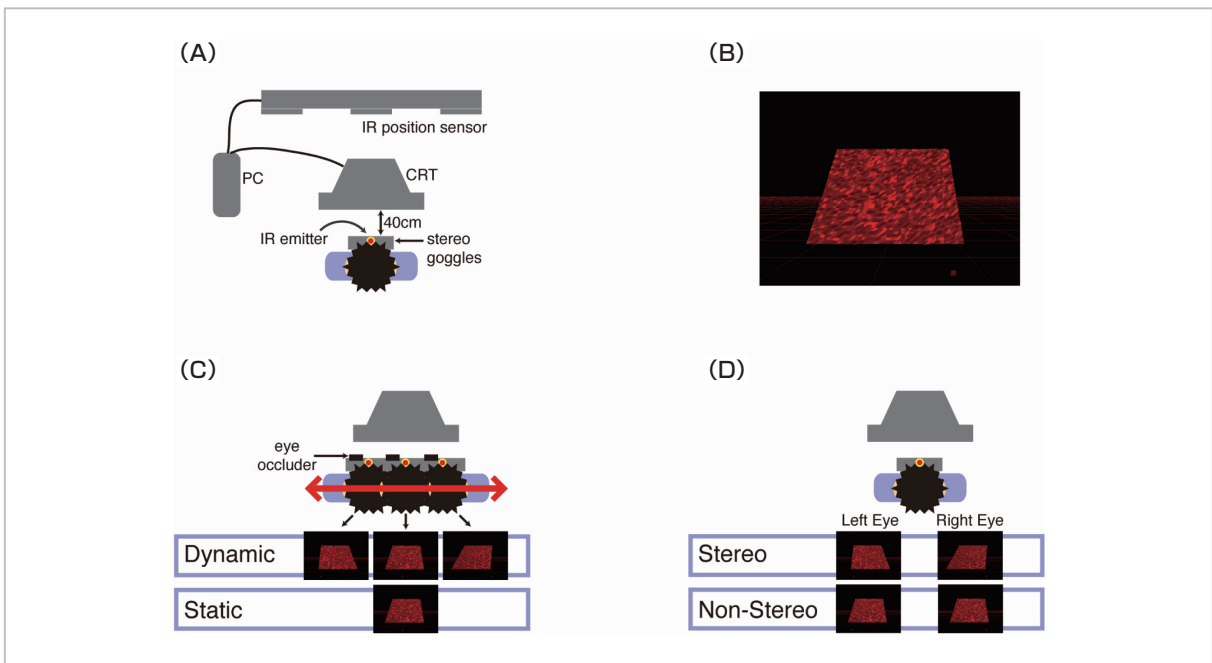 (A)
IR position sensor
PC
CRT
40cm
IR emitter
stereo
goggles
(B)
(C)
eye
occluder
Dynamic
Static
(D)
Left Eye
Right Eye
Stereo
Non-Stereo